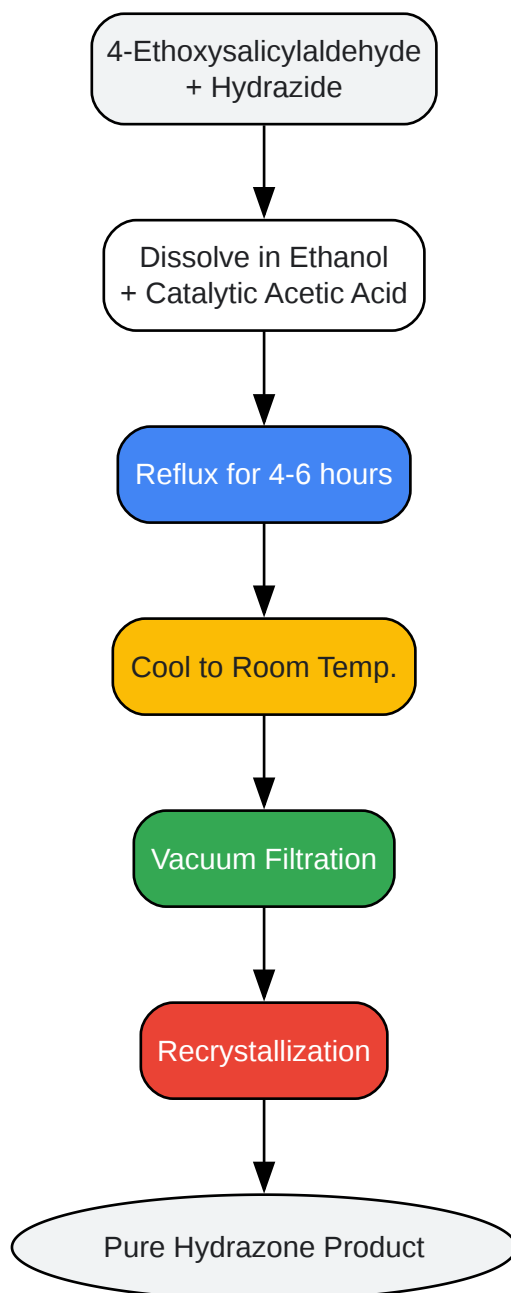 4-Ethoxysalicylaldehyde
+ Hydrazide
Dissolve in Ethanol
+ Catalytic Acetic Acid
Reflux for 4-6 hours
Cool to Room Temp.
Vacuum Filtration
Recrystallization
Pure Hydrazone Product